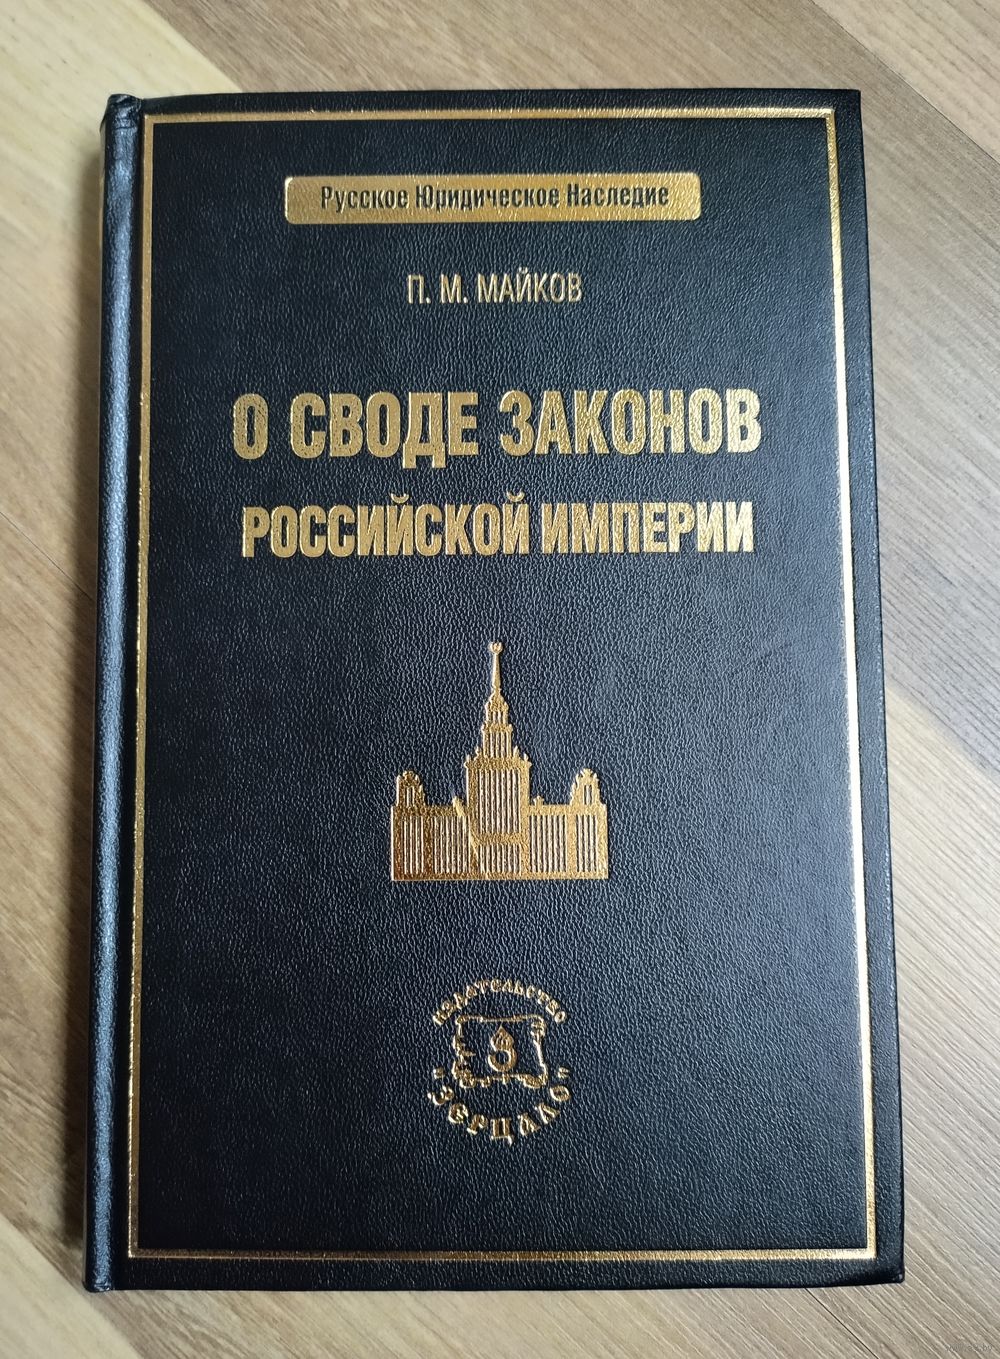 Русское Юридическое Наследие
П. М. МАЙКОВ
О СВОДЕ ЗАКОНОВ
РОССИЙСКОЙ ИМПЕРИИ
ИЗДАТЕЛЬСТВО
З
"ЗЕРЦАЛО"